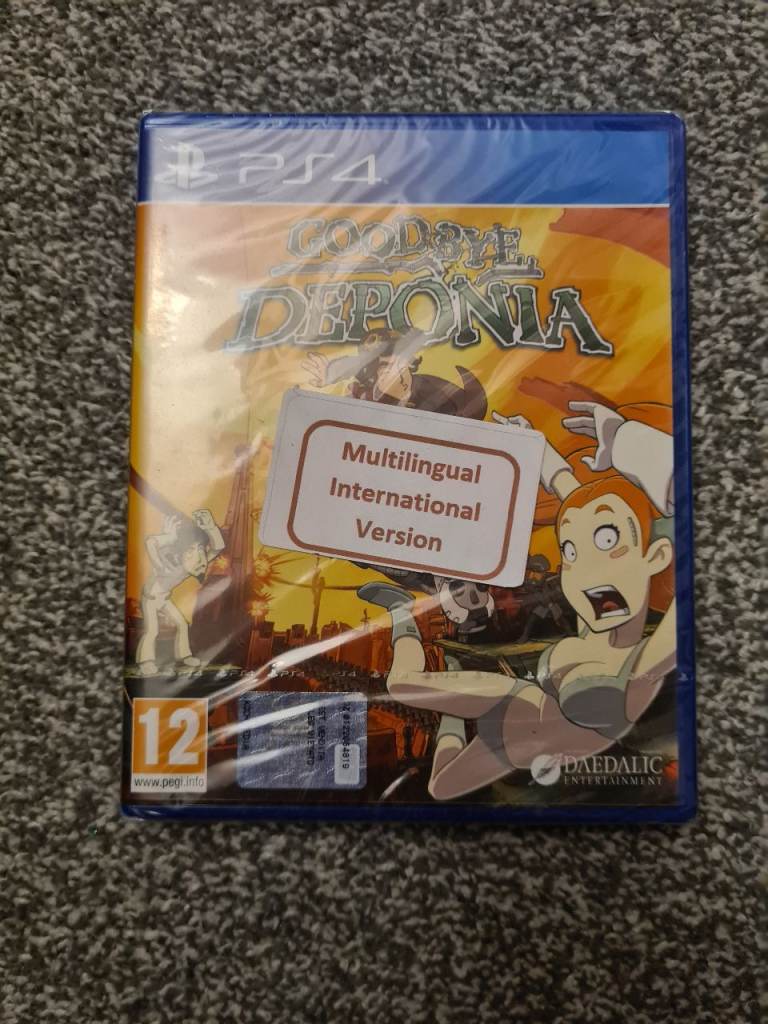 PS4
GOODBYE
DEPONIA
Multilingual
International
Version
12
www.pegi.info
DAEDALIC
ENTERTAINMENT